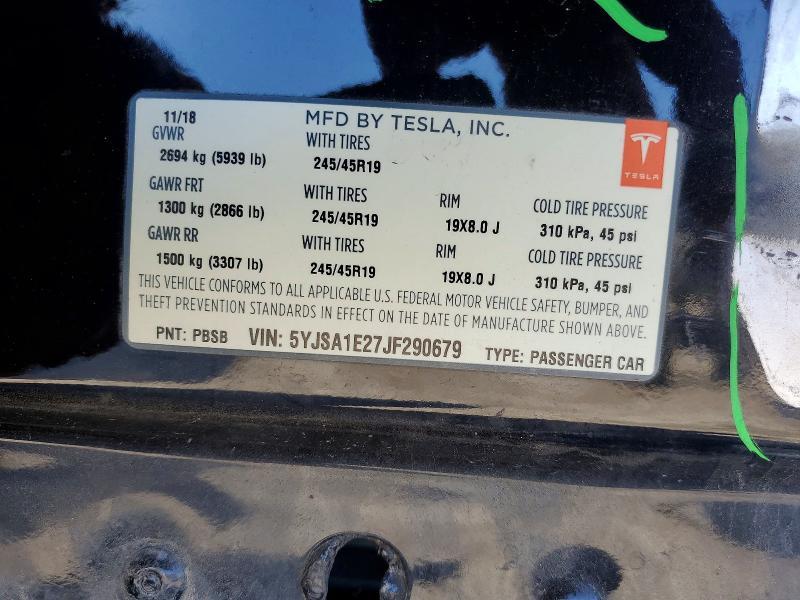 11/18 MFD BY TESLA, INC.
GVWR WITH TIRES
2694 kg (5939 lb) 245/45R19
TESLA
GAWR FRT WITH TIRES RIM COLD TIRE PRESSURE
1300 kg (2866 lb) 245/45R19 19X8.0 J 310 kPa, 45 psi
GAWR RR WITH TIRES RIM COLD TIRE PRESSURE
1500 kg (3307 lb) 245/45R19 19X8.0 J 310 kPa, 45 psi
THIS VEHICLE CONFORMS TO ALL APPLICABLE U.S. FEDERAL MOTOR VEHICLE SAFETY, BUMPER, AND
THEFT PREVENTION STANDARDS IN EFFECT ON THE DATE OF MANUFACTURE SHOWN ABOVE.
PNT: PBSB VIN: 5YJSA1E27JF290679 TYPE: PASSENGER CAR